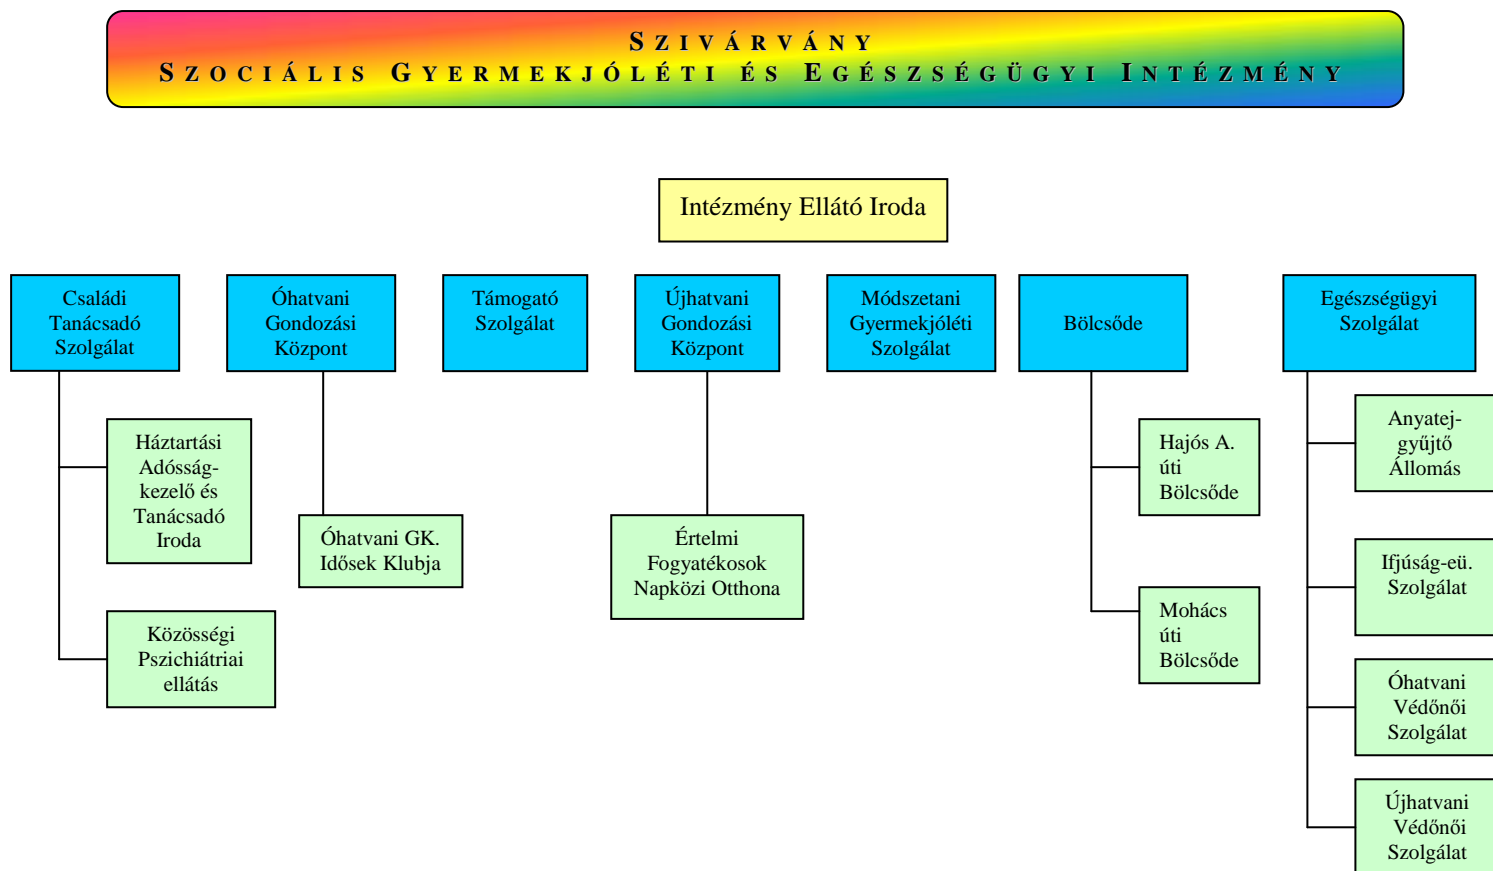 SZIVÁRVÁNY
SZOCIÁLIS GYERMEKJÓLÉTI ÉS EGÉSZSÉGÜGYI INTÉZMÉNY
Intézmény Ellátó Iroda
Családi
Tanácsadó
Szolgálat
Óhatvani
Gondozási
Központ
Támogató
Szolgálat
Újhatvani
Gondozási
Központ
Módszetani
Gyermekjóléti
Szolgálat
Bölcsőde
Egészségügyi
Szolgálat
Háztartási
Adósság-
kezelő és
Tanácsadó
Iroda
Közösségi
Pszichiátriai
ellátás
Óhatvani GK.
Idősek Klubja
Értelmi
Fogyatékosok
Napközi Otthona
Hajós A.
úti
Bölcsőde
Mohács
úti
Bölcsőde
Anyatej-
gyűjtő
Állomás
Ifjúság-eü.
Szolgálat
Óhatvani
Védőnői
Szolgálat
Újhatvani
Védőnői
Szolgálat